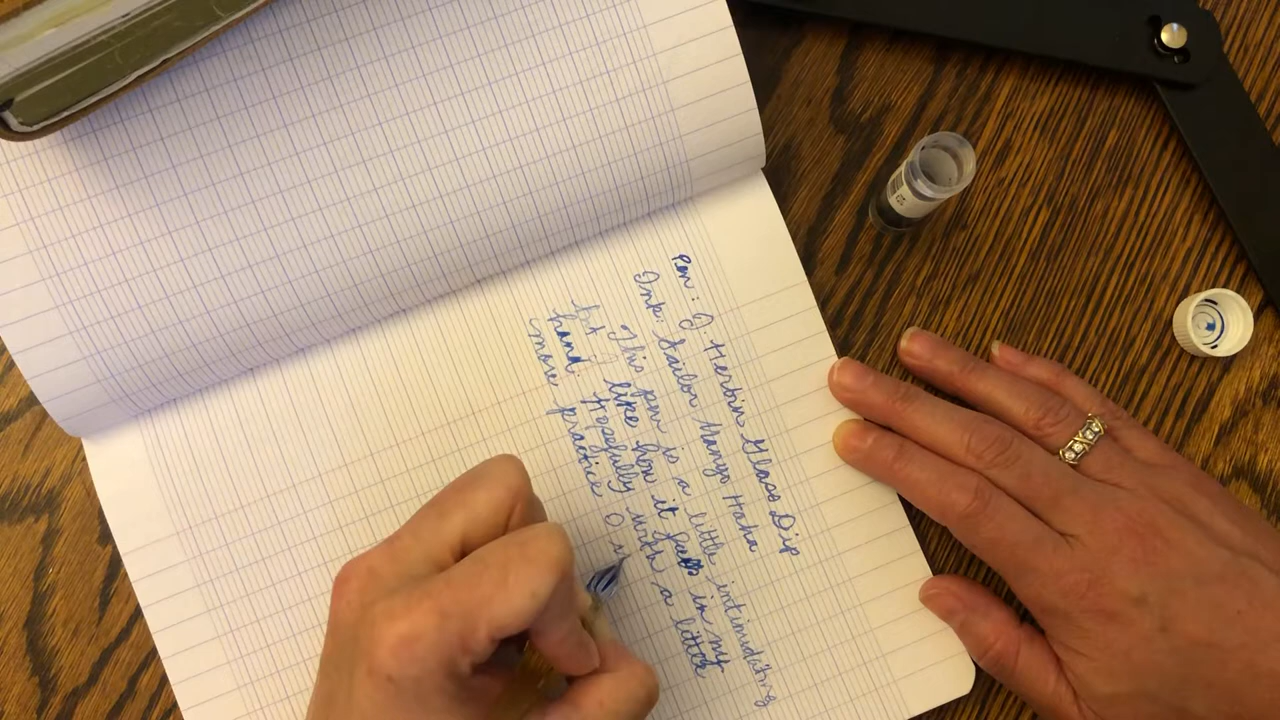 Pen: J. Herbin Glass Dip
Ink: Sailor Manyo Haha
This pen is a little intimidating
but I like how it feels in my
hand. Hopefully with a little
more practice I